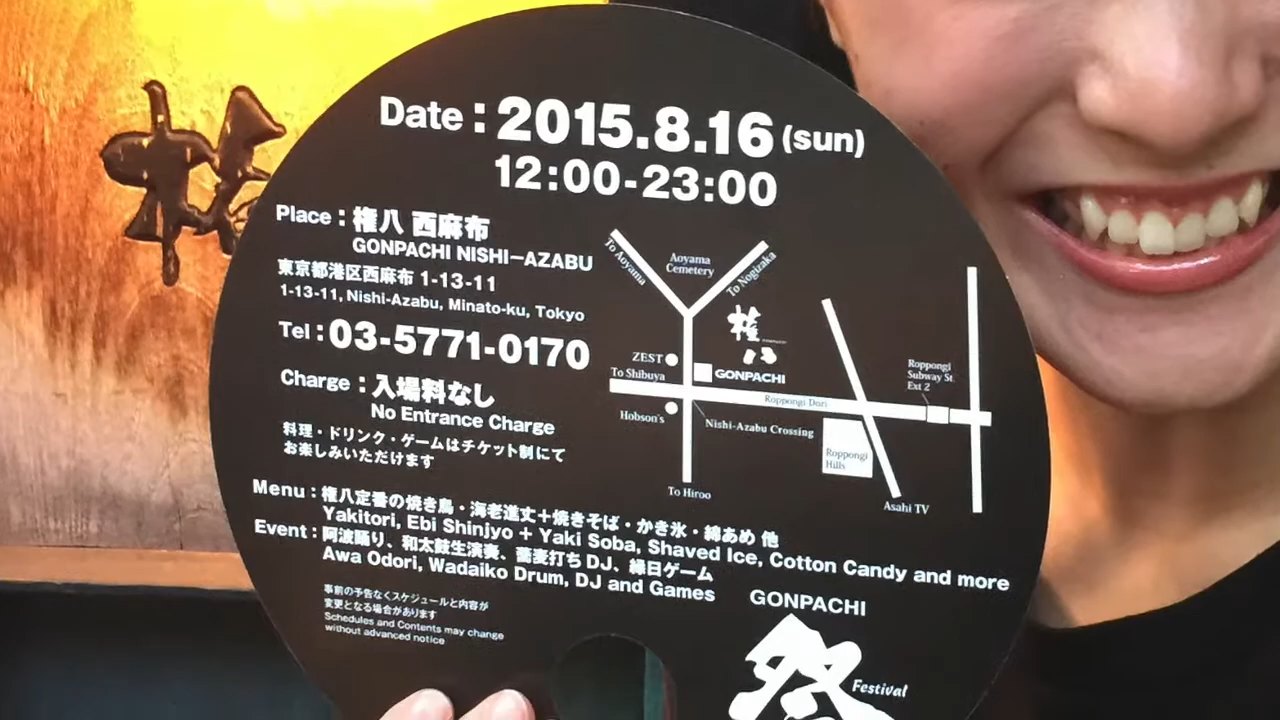 権
Date : 2015.8.16 (sun)
12:00-23:00
Place : 権八 西麻布
GONPACHI NISHI-AZABU
東京都港区西麻布 1-13-11
1-13-11, Nishi-Azabu, Minato-ku, Tokyo
Tel : 03-5771-0170
Charge : 入場料なし
No Entrance Charge
料理・ドリンク・ゲームはチケット制にて
お楽しみいただけます
To Aoyama
Aoyama
Cemetery
To Nogizaka
権八
ZEST
GONPACHI
To Shibuya
Roppongi Dori
Roppongi
Subway St.
Ext 2
Hobson's
Nishi-Azabu Crossing
Roppongi
Hills
To Hiroo
Asahi TV
Menu : 権八定番の焼き鳥・海老進丈+焼きそば・かき氷・綿あめ 他
Yakitori, Ebi Shinjyo + Yaki Soba, Shaved Ice, Cotton Candy and more
Event : 阿波踊り、和太鼓生演奏、蕎麦打ち DJ、縁日ゲーム
Awa Odori, Wadaiko Drum, DJ and Games
事前の予告なくスケジュールと内容が
変更となる場合があります
Schedules and Contents may change
without advanced notice
GONPACHI
祭
Festival